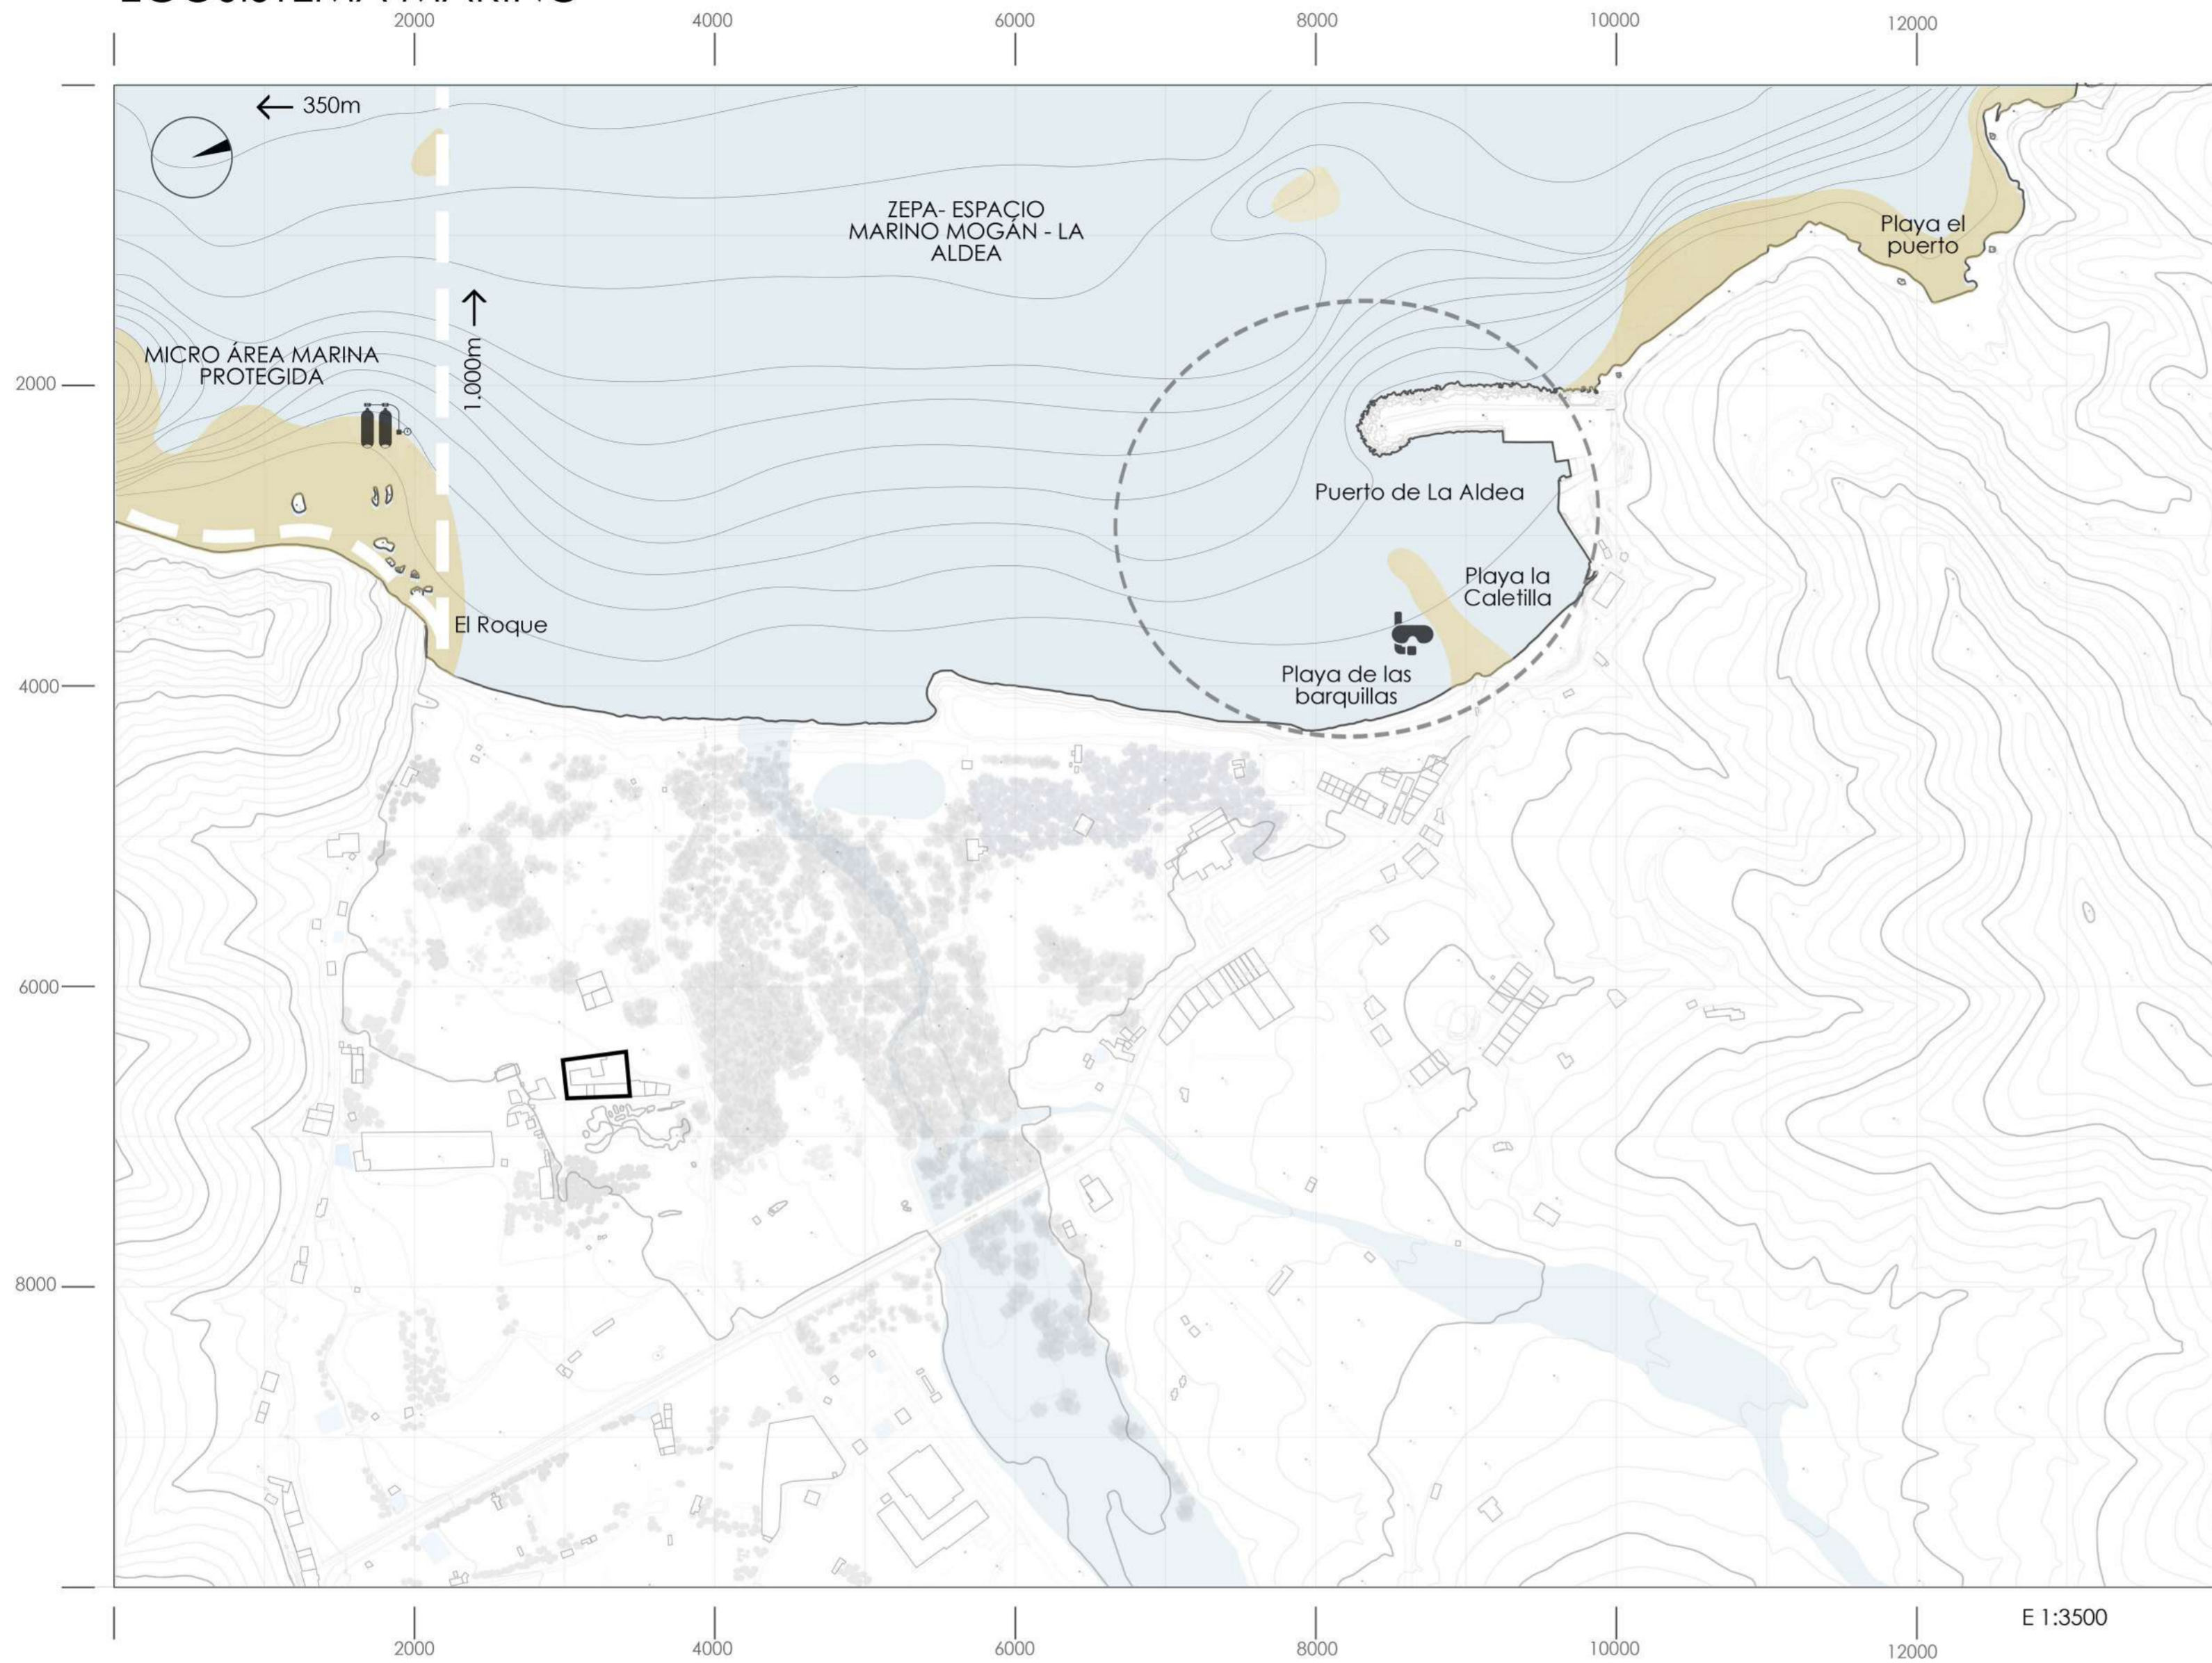 ECOSISTEMA MARINO
2000
4000
6000
8000
10000
12000
← 350m
ZEPA- ESPACIO
MARINO MOGÁN - LA
ALDEA
Playa el
puerto
1.000m →
MICRO ÁREA MARINA
PROTEGIDA
2000
Puerto de La Aldea
Playa la
Caletilla
El Roque
Playa de las
barquillas
4000
6000
8000
E 1:3500
2000
4000
6000
8000
10000
12000